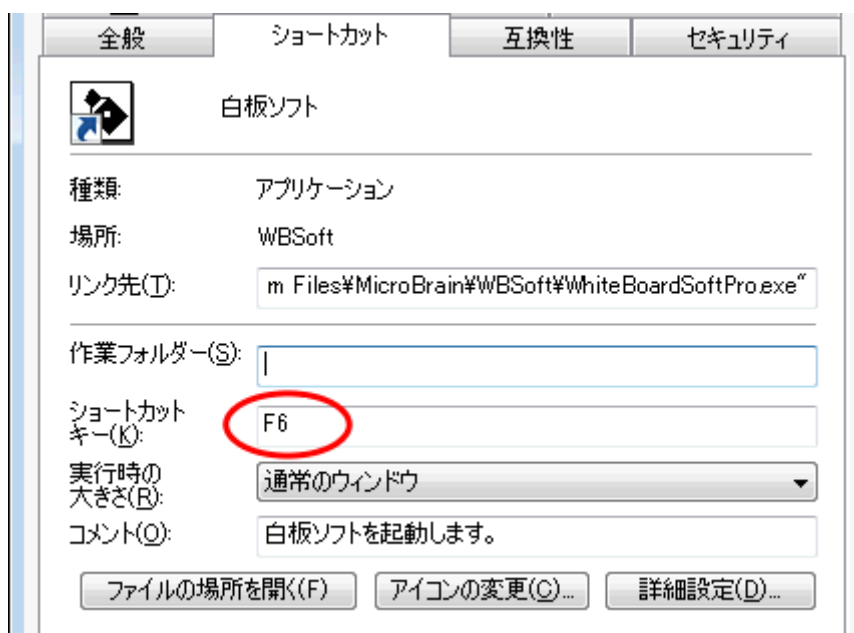 全般 ショートカット 互換性 セキュリティ
白板ソフト
種類: アプリケーション
場所: WBSoft
リンク先(T): m Files¥MicroBrain¥WBSoft¥WhiteBoardSoftPro.exe"
作業フォルダー(S):
ショートカット
キー(K): F6
実行時の
大きさ(R): 通常のウィンドウ
コメント(O): 白板ソフトを起動します。
ファイルの場所を開く(F) アイコンの変更(C)... 詳細設定(D)...